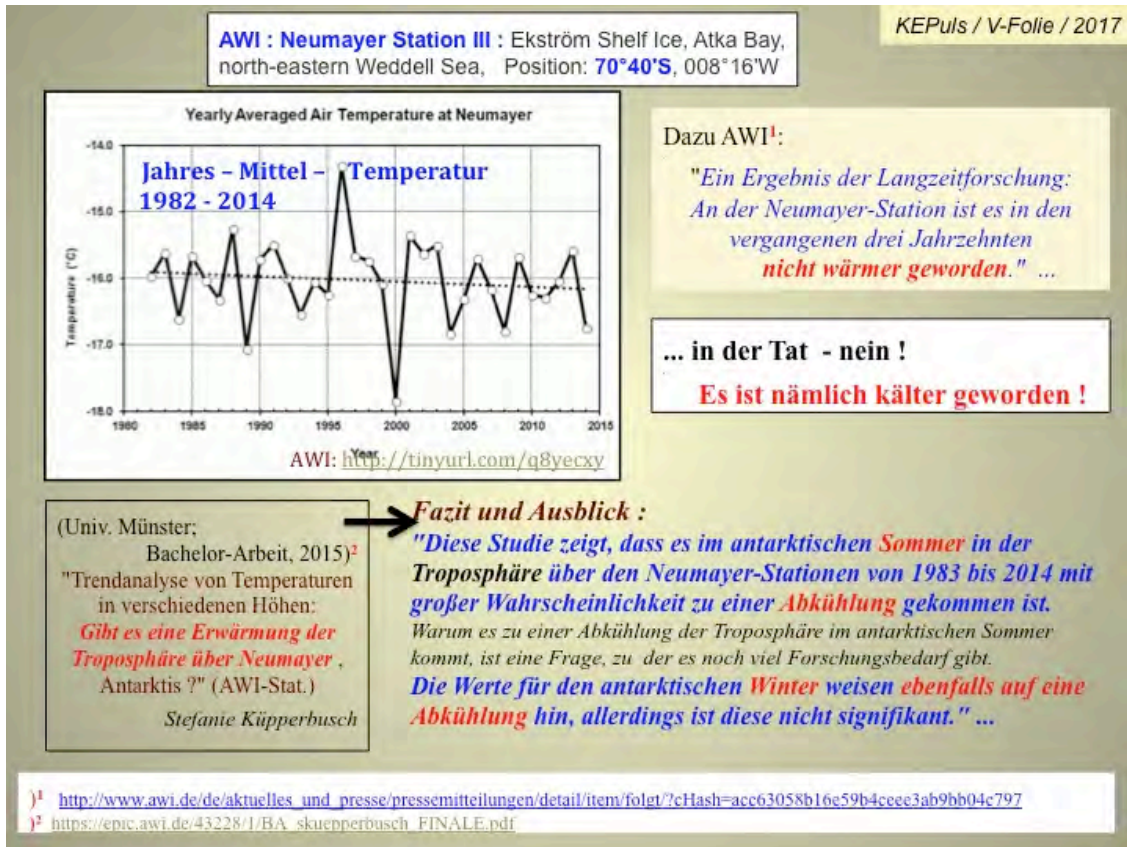 KEPuls / V-Folie / 2017
AWI : Neumayer Station III : Ekström Shelf Ice, Atka Bay,
north-eastern Weddell Sea, Position: 70°40'S, 008°16'W
Yearly Averaged Air Temperature at Neumayer
Jahres – Mittel – Temperatur
1982 - 2014
Temperature (°C)
-14.0
-15.0
-16.0
-17.0
-18.0
1980 1985 1990 1995 2000 2005 2010 2015
Year
AWI: http://tinyurl.com/q8yecxy
Dazu AWI1:
"Ein Ergebnis der Langzeitforschung:
An der Neumayer-Station ist es in den
vergangenen drei Jahrzehnten
nicht wärmer geworden." ...
... in der Tat - nein !
Es ist nämlich kälter geworden !
(Univ. Münster;
Bachelor-Arbeit, 2015)2
"Trendanalyse von Temperaturen
in verschiedenen Höhen:
Gibt es eine Erwärmung der
Troposphäre über Neumayer ,
Antarktis ?" (AWI-Stat.)
Stefanie Küpperbusch
Fazit und Ausblick :
"Diese Studie zeigt, dass es im antarktischen Sommer in der
Troposphäre über den Neumayer-Stationen von 1983 bis 2014 mit
großer Wahrscheinlichkeit zu einer Abkühlung gekommen ist.
Warum es zu einer Abkühlung der Troposphäre im antarktischen Sommer
kommt, ist eine Frage, zu der es noch viel Forschungsbedarf gibt.
Die Werte für den antarktischen Winter weisen ebenfalls auf eine
Abkühlung hin, allerdings ist diese nicht signifikant." ...
)1 http://www.awi.de/de/aktuelles_und_presse/pressemitteilungen/detail/item/folgt/?cHash=acc63058b16e59b4ceee3ab9bb04c797
)2 https://epic.awi.de/43228/1/BA_skuepperbusch_FINALE.pdf